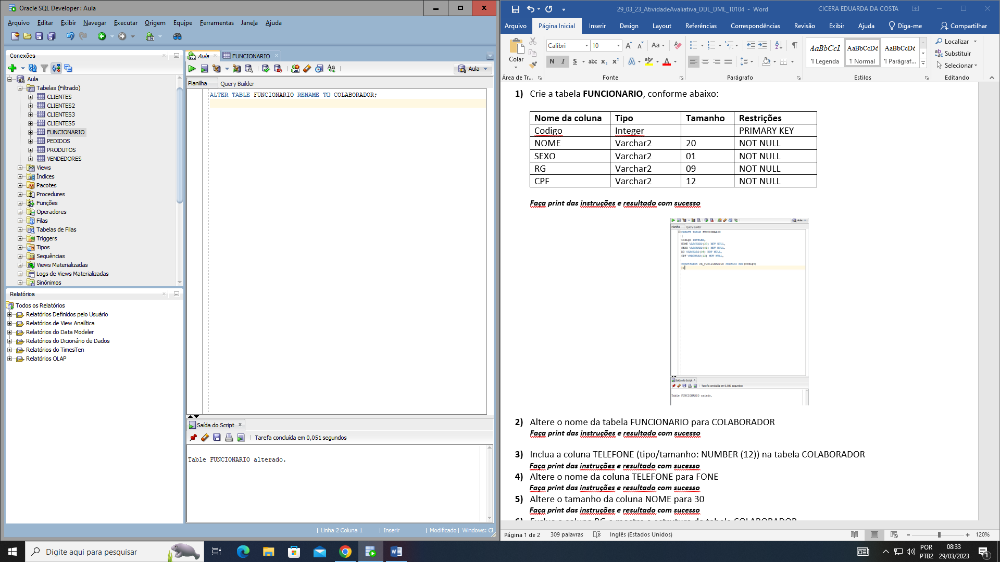 Oracle SQL Developer : Aula
Arquivo Editar Exibir Navegar Executar Origem Equipe Ferramentas Janela Ajuda
Conexões
Aula
Tabelas (Filtrado)
CLIENTES
CLIENTES2
CLIENTES3
CLIENTES5
FUNCIONARIO
PEDIDOS
PRODUTOS
VENDEDORES
Views
Índices
Pacotes
Procedures
Funções
Operadores
Filas
Tabelas de Filas
Triggers
Tipos
Sequências
Views Materializadas
Logs de Views Materializadas
Sinônimos
Relatórios
Todos os Relatórios
Relatórios Definidos pelo Usuário
Relatórios de View Analítica
Relatórios do Data Modeler
Relatórios do Dicionário de Dados
Relatórios do TimesTen
Relatórios OLAP
Aula FUNCIONARIO
Aula
Planilha Query Builder
ALTER TABLE FUNCIONARIO RENAME TO COLABORADOR;
Saída do Script
Tarefa concluída em 0,051 segundos
Table FUNCIONARIO alterado.
Linha 2 Coluna 1 Inserir Modificado Windows: CF
29_03_23_AtividadeAvaliativa_DDL_DML_T0104 - Word CICERA EDUARDA DA COSTA
Arquivo Página Inicial Inserir Design Layout Referências Correspondências Revisão Exibir Ajuda Diga-me Compartilhar
Colar
Calibri 10
N I S abc x₂ x²
AaBbCcI AaBbCcDd AaBbCcDd
¶ Legenda ¶ Normal ¶ Parágraf...
Localizar
Substituir
Selecionar
Área de Tr... Fonte Parágrafo Estilos Editando
1) Crie a tabela FUNCIONARIO, conforme abaixo:
Nome da coluna Tipo Tamanho Restrições
Codigo Integer PRIMARY KEY
NOME Varchar2 20 NOT NULL
SEXO Varchar2 01 NOT NULL
RG Varchar2 09 NOT NULL
CPF Varchar2 12 NOT NULL
Faça print das instruções e resultado com sucesso
Aula
Planilha Query Builder
CREATE TABLE FUNCIONARIO
(
Codigo INTEGER,
NOME VARCHAR2(20) NOT NULL,
SEXO VARCHAR2(01) NOT NULL,
RG VARCHAR2(09) NOT NULL,
CPF VARCHAR2(12) NOT NULL,
constraint PK_FUNCIONARIOS PRIMARY KEY(codigo)
);
Saída do Script
Tarefa concluída em 0,051 segundos
Table FUNCIONARIO criado.
2) Altere o nome da tabela FUNCIONARIO para COLABORADOR
Faça print das instruções e resultado com sucesso
3) Inclua a coluna TELEFONE (tipo/tamanho: NUMBER (12)) na tabela COLABORADOR
Faça print das instruções e resultado com sucesso
4) Altere o nome da coluna TELEFONE para FONE
Faça print das instruções e resultado com sucesso
5) Altere o tamanho da coluna NOME para 30
Faça print das instruções e resultado com sucesso
6) Exclua a coluna RG e mostre a estrutura da tabela COLABORADOR
Página 1 de 2 309 palavras Inglês (Estados Unidos) 120%
Digite aqui para pesquisar
POR
PTB2
08:33
29/03/2023
1